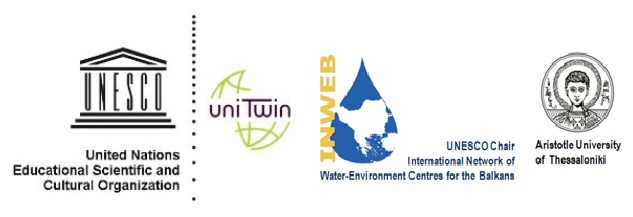 UNESCO
United Nations
Educational Scientific and
Cultural Organization
uniTwin
INWEB
UNESCO Chair
International Network of
Water-Environment Centres for the Balkans
Aristotle University
of Thessaloniki